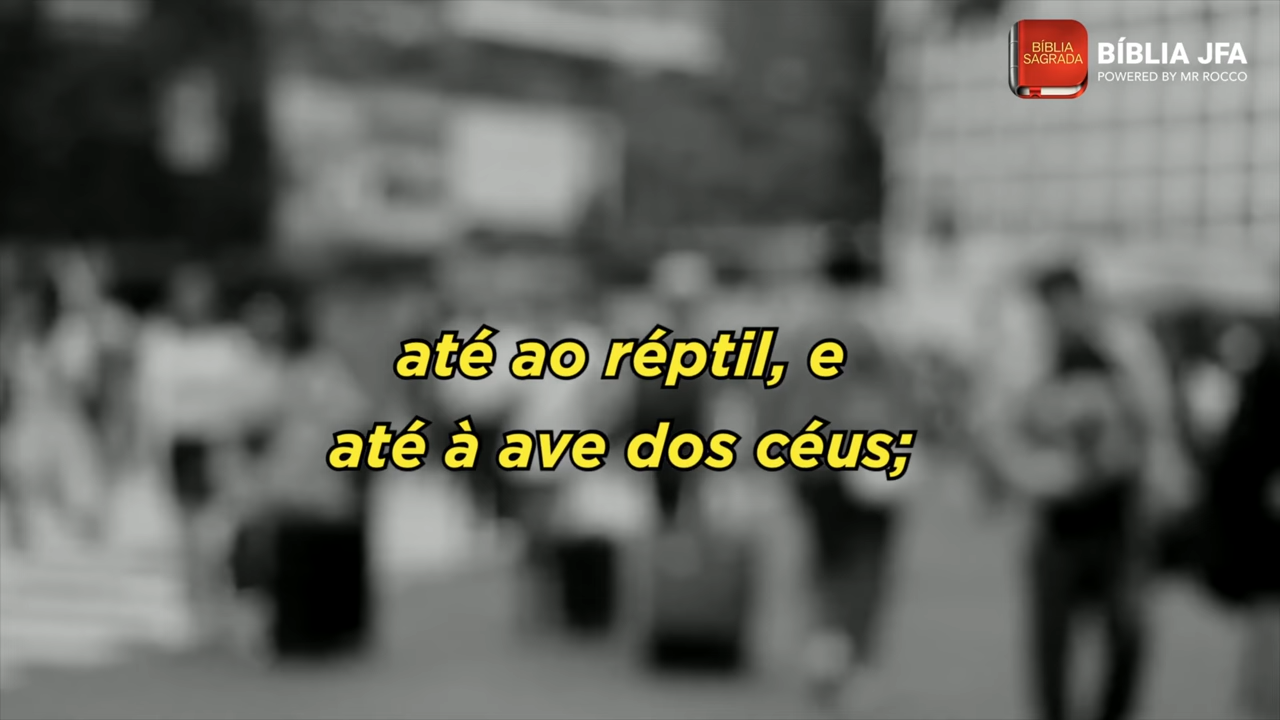 BÍBLIA
SAGRADA
BÍBLIA JFA
POWERED BY MR ROCCO
até ao réptil, e
até à ave dos céus;